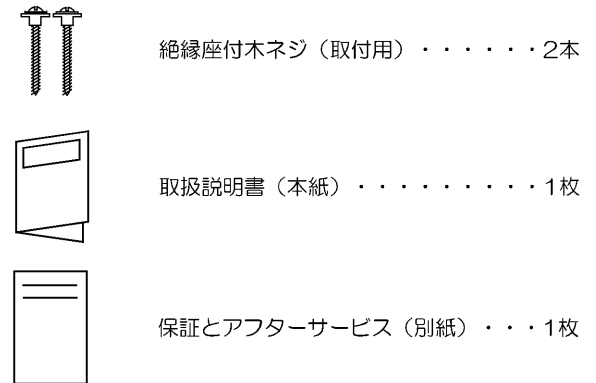 絶縁座付木ネジ（取付用）・・・・・・2本
取扱説明書（本紙）・・・・・・・・・1枚
保証とアフターサービス（別紙）・・・1枚